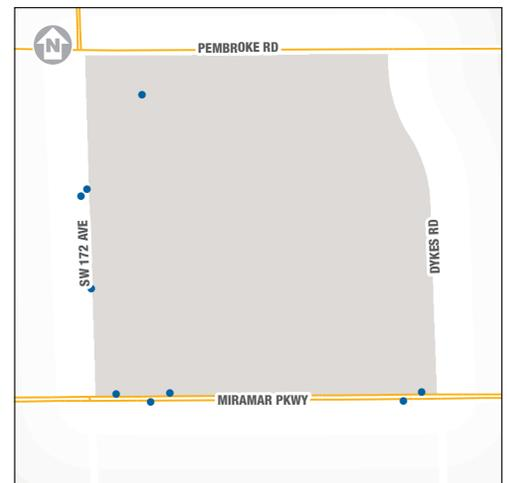 N
PEMBROKE RD
SW 172 AVE
DYKES RD
MIRAMAR PKWY